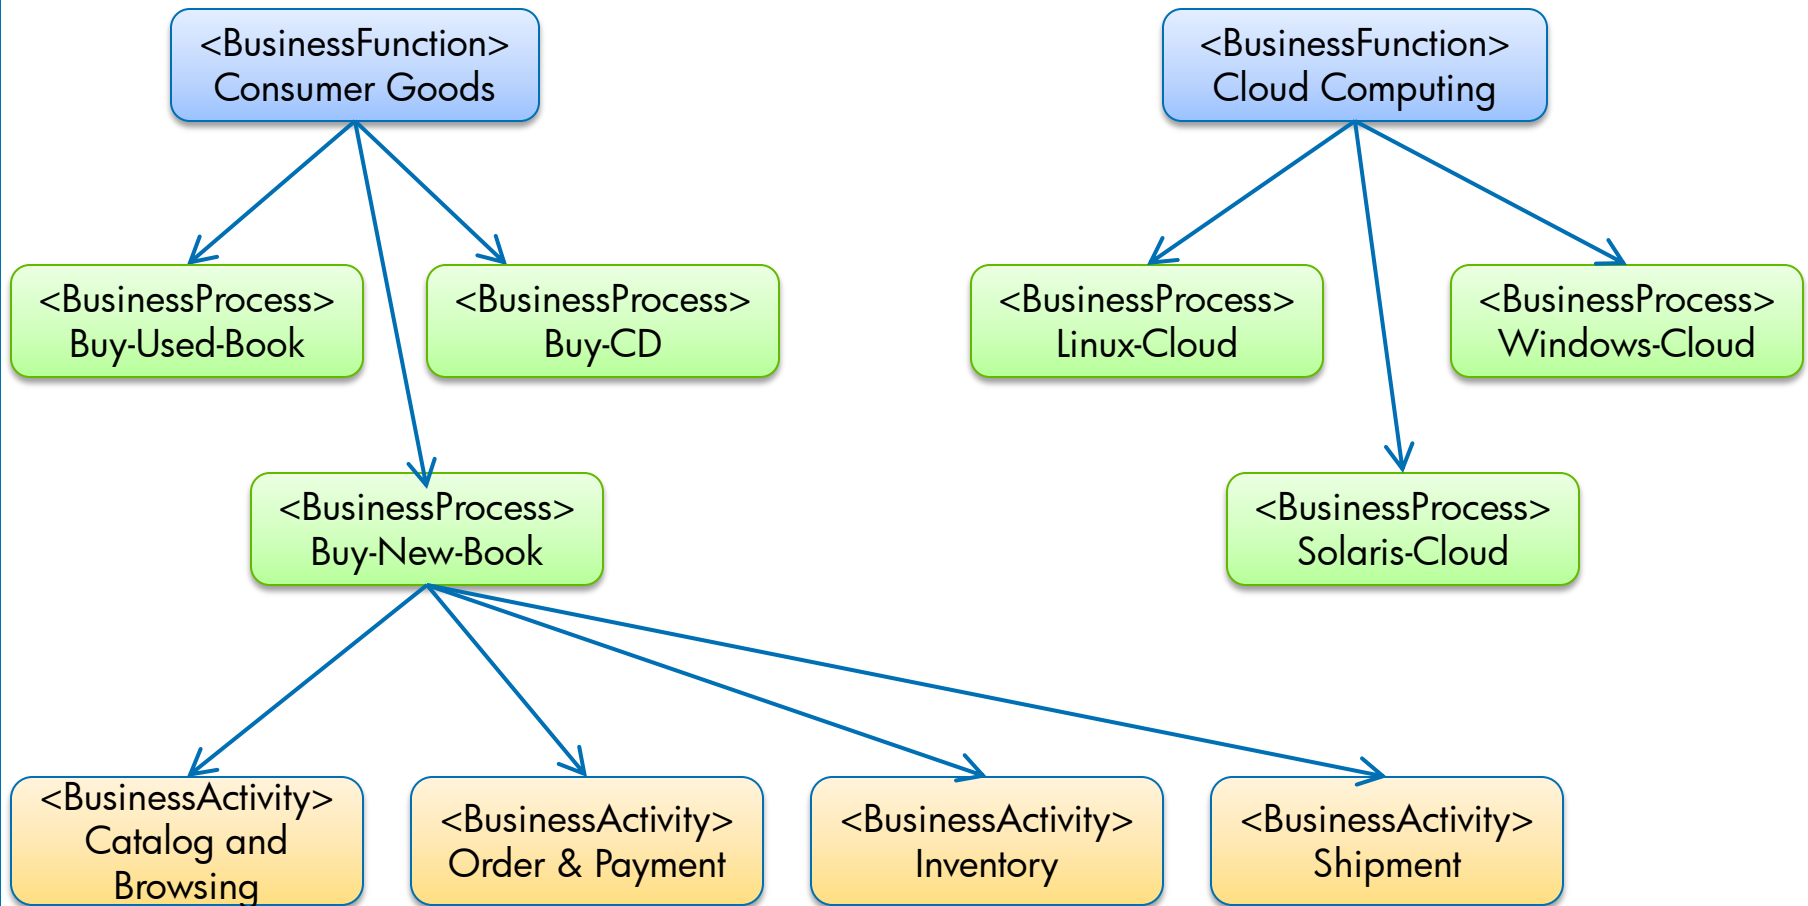 <BusinessFunction>
Consumer Goods
<BusinessFunction>
Cloud Computing
<BusinessProcess>
Buy-Used-Book
<BusinessProcess>
Buy-CD
<BusinessProcess>
Linux-Cloud
<BusinessProcess>
Windows-Cloud
<BusinessProcess>
Buy-New-Book
<BusinessProcess>
Solaris-Cloud
<BusinessActivity>
Catalog and
Browsing
<BusinessActivity>
Order & Payment
<BusinessActivity>
Inventory
<BusinessActivity>
Shipment